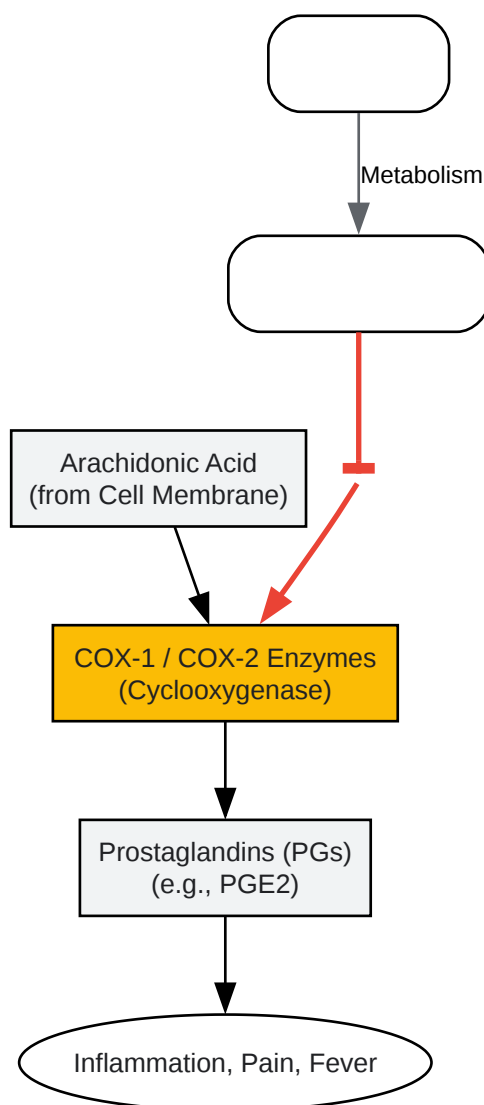 Metabolism
Arachidonic Acid
(from Cell Membrane)
COX-1 / COX-2 Enzymes
(Cyclooxygenase)
Prostaglandins (PGs)
(e.g., PGE2)
Inflammation, Pain, Fever